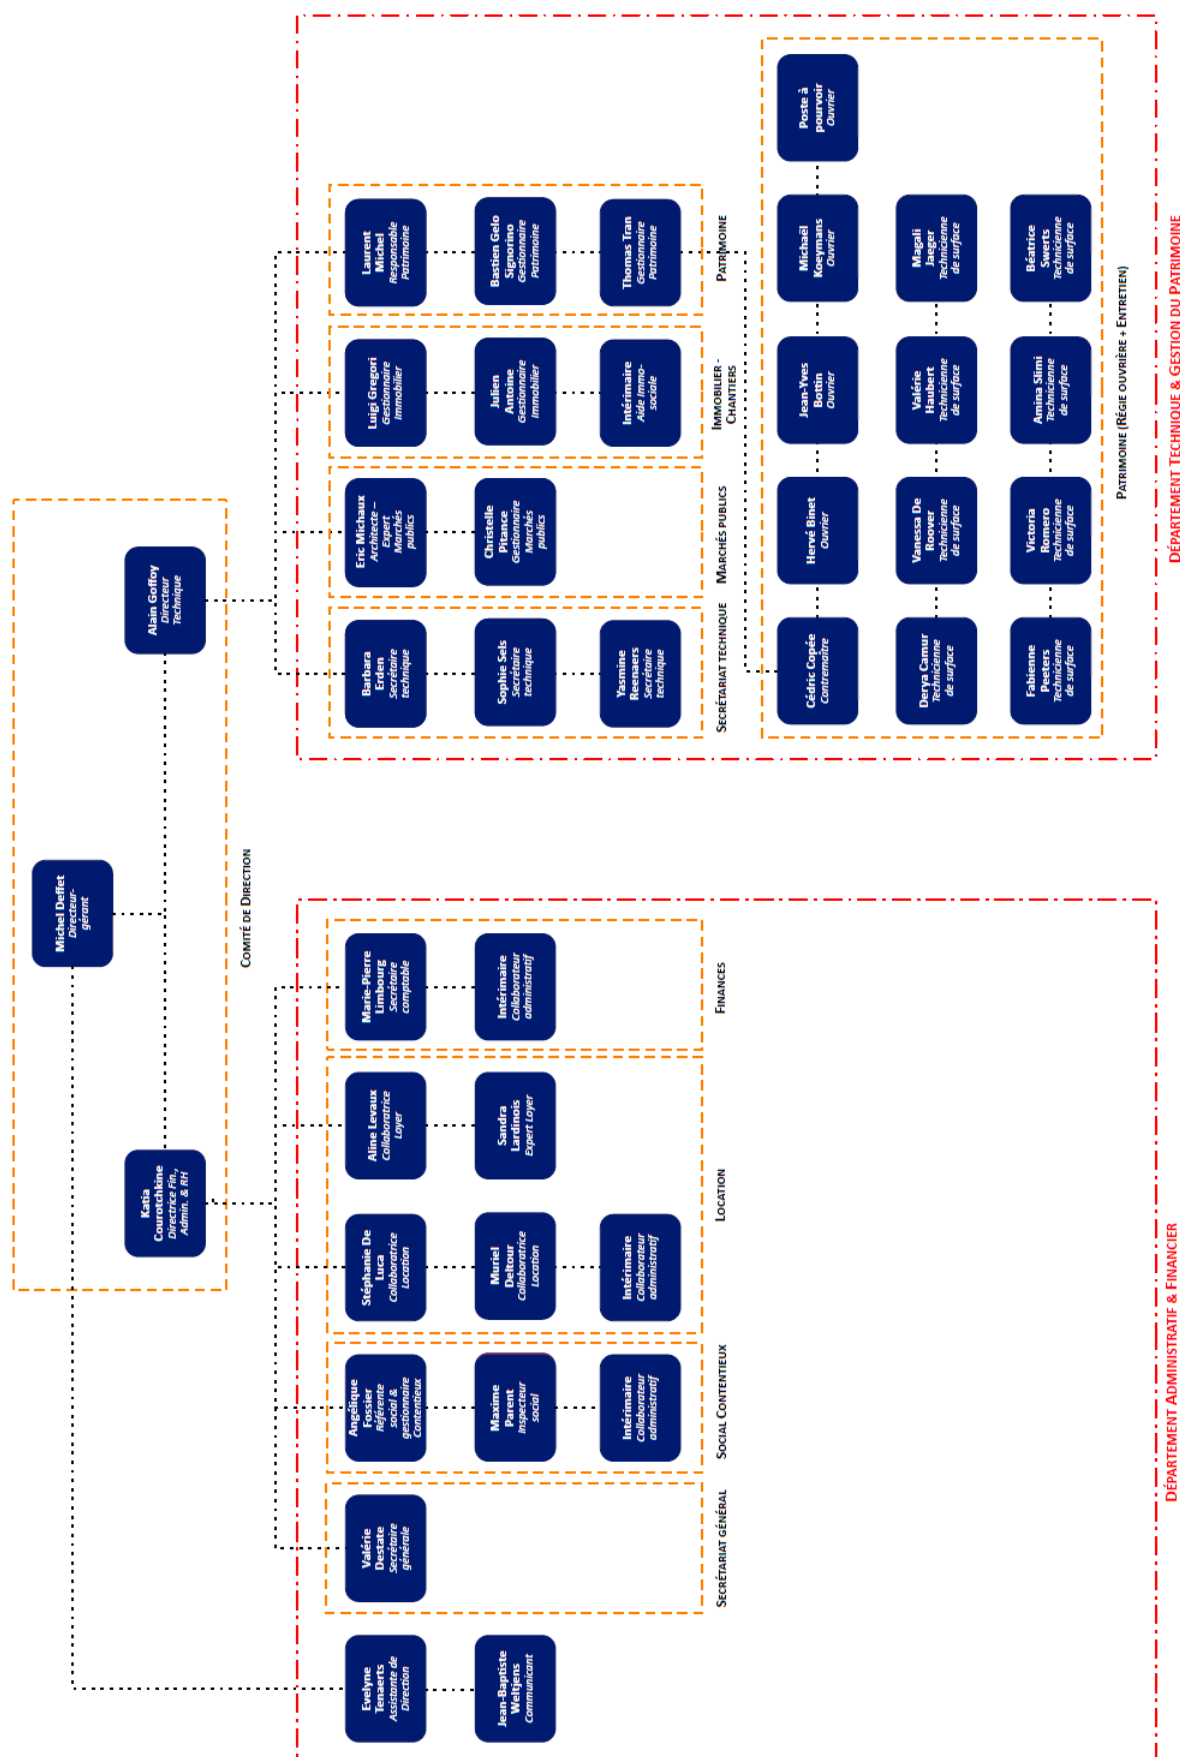 Michel Deffet
Directeur-
gérant
Katia
Courotchkine
Directrice Fin.,
Admin. & RH
Alain Goffoy
Directeur
Technique
COMITÉ DE DIRECTION
Evelyne
Tenaerts
Assistante de
Direction
Jean-Baptiste
Weltjens
Communicant
Valérie
Destate
Secrétaire
générale
SECRÉTARIAT GÉNÉRAL
Angélique
Fossier
Référente
social &
gestionnaire
Contentieux
Maxime
Parent
Inspecteur
social
Intérimaire
Collaborateur
administratif
SOCIAL CONTENTIEUX
Stéphanie De
Luca
Collaboratrice
Location
Muriel
Deltour
Collaboratrice
Location
Intérimaire
Collaborateur
administratif
Aline Levaux
Collaboratrice
Loyer
Sandra
Lardinois
Expert Loyer
LOCATION
Marie-Pierre
Limbourg
Secrétaire
comptable
Intérimaire
Collaborateur
administratif
FINANCES
DÉPARTEMENT ADMINISTRATIF & FINANCIER
Barbara
Erden
Secrétaire
technique
Sophie Sels
Secrétaire
technique
Yasmine
Reenaers
Secrétaire
technique
SECRÉTARIAT TECHNIQUE
Eric Michaux
Architecte –
Expert
Marchés
publics
Christelle
Pitance
Gestionnaire
Marchés
publics
MARCHÉS PUBLICS
Luigi Gregori
Gestionnaire
Immobilier
Julien
Antoine
Gestionnaire
Immobilier
Intérimaire
Aide Immo-
sociale
IMMOBILIER -
CHANTIERS
Laurent
Michel
Responsable
Patrimoine
Bastien Gelo
Signorino
Gestionnaire
Patrimoine
Thomas Tran
Gestionnaire
Patrimoine
PATRIMOINE
Cédric Copée
Contremaître
Hervé Binet
Ouvrier
Jean-Yves
Bottin
Ouvrier
Michaël
Koeymans
Ouvrier
Poste à
pourvoir
Ouvrier
Derya Camur
Technicienne
de surface
Vanessa De
Roover
Technicienne
de surface
Valérie
Haubert
Technicienne
de surface
Magali
Jaeger
Technicienne
de surface
Fabienne
Peeters
Technicienne
de surface
Victoria
Romero
Technicienne
de surface
Amina Slimi
Technicienne
de surface
Béatrice
Swerts
Technicienne
de surface
PATRIMOINE (RÉGIE OUVRIÈRE + ENTRETIEN)
DÉPARTEMENT TECHNIQUE & GESTION DU PATRIMOINE